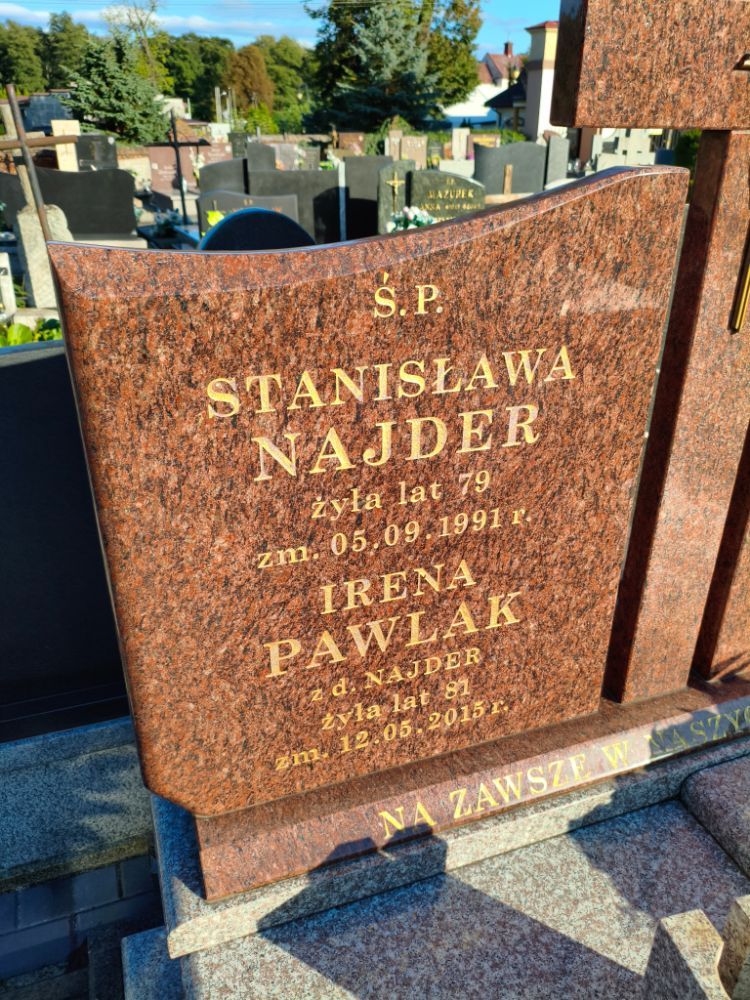 MAZUREK
Ś.P.
STANISŁAWA
NAJDER
żyła lat 79
zm. 05.09.1991 r.
IRENA
PAWLAK
z d. NAJDER
żyła lat 81
zm. 12.05.2015 r.
NA ZAWSZE W NASZYC